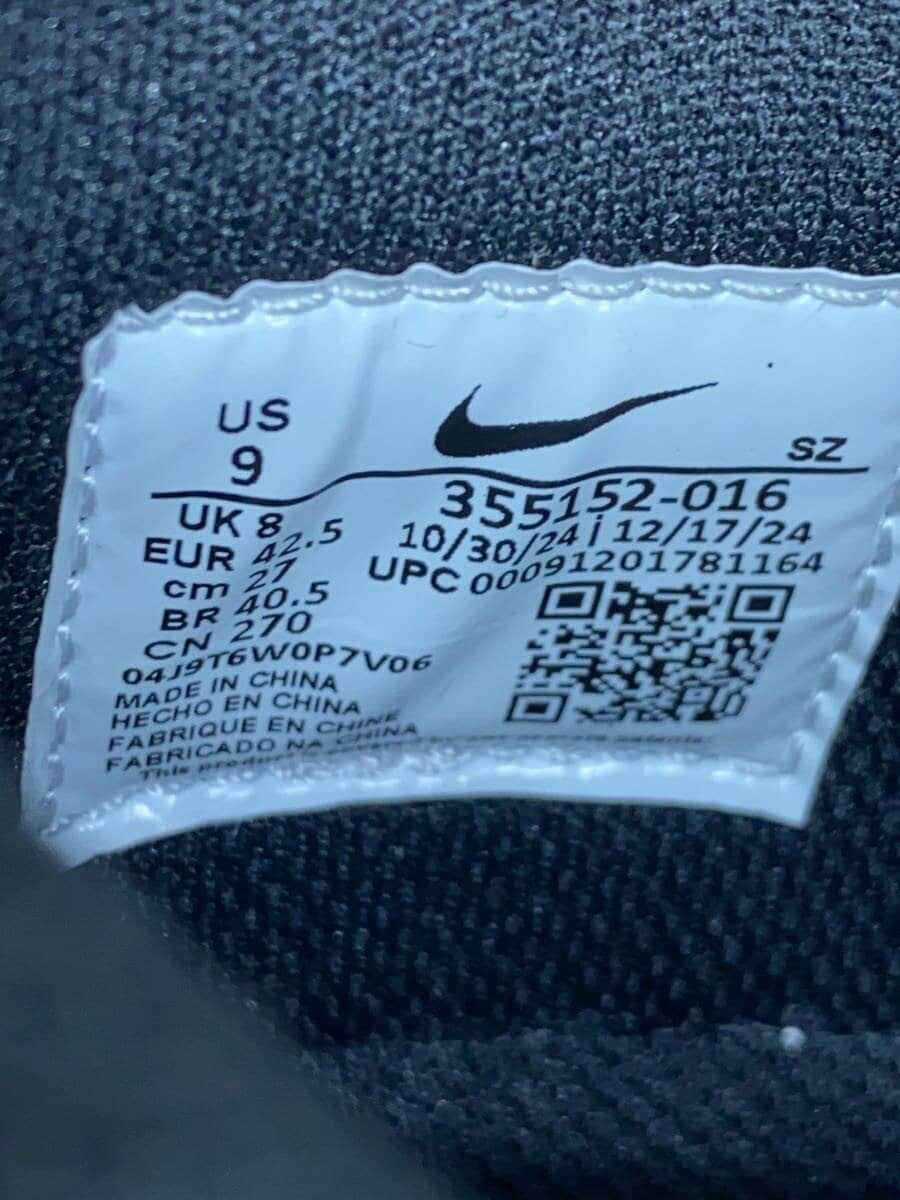 US
9
SZ
UK 8
EUR 42.5
cm 27
BR 40.5
CN 270
355152-016
10/30/24 | 12/17/24
UPC 00091201781164
04J9T6W0P7V06
MADE IN CHINA
HECHO EN CHINA
FABRIQUE EN CHINE
FABRICADO NA CHINA
This product